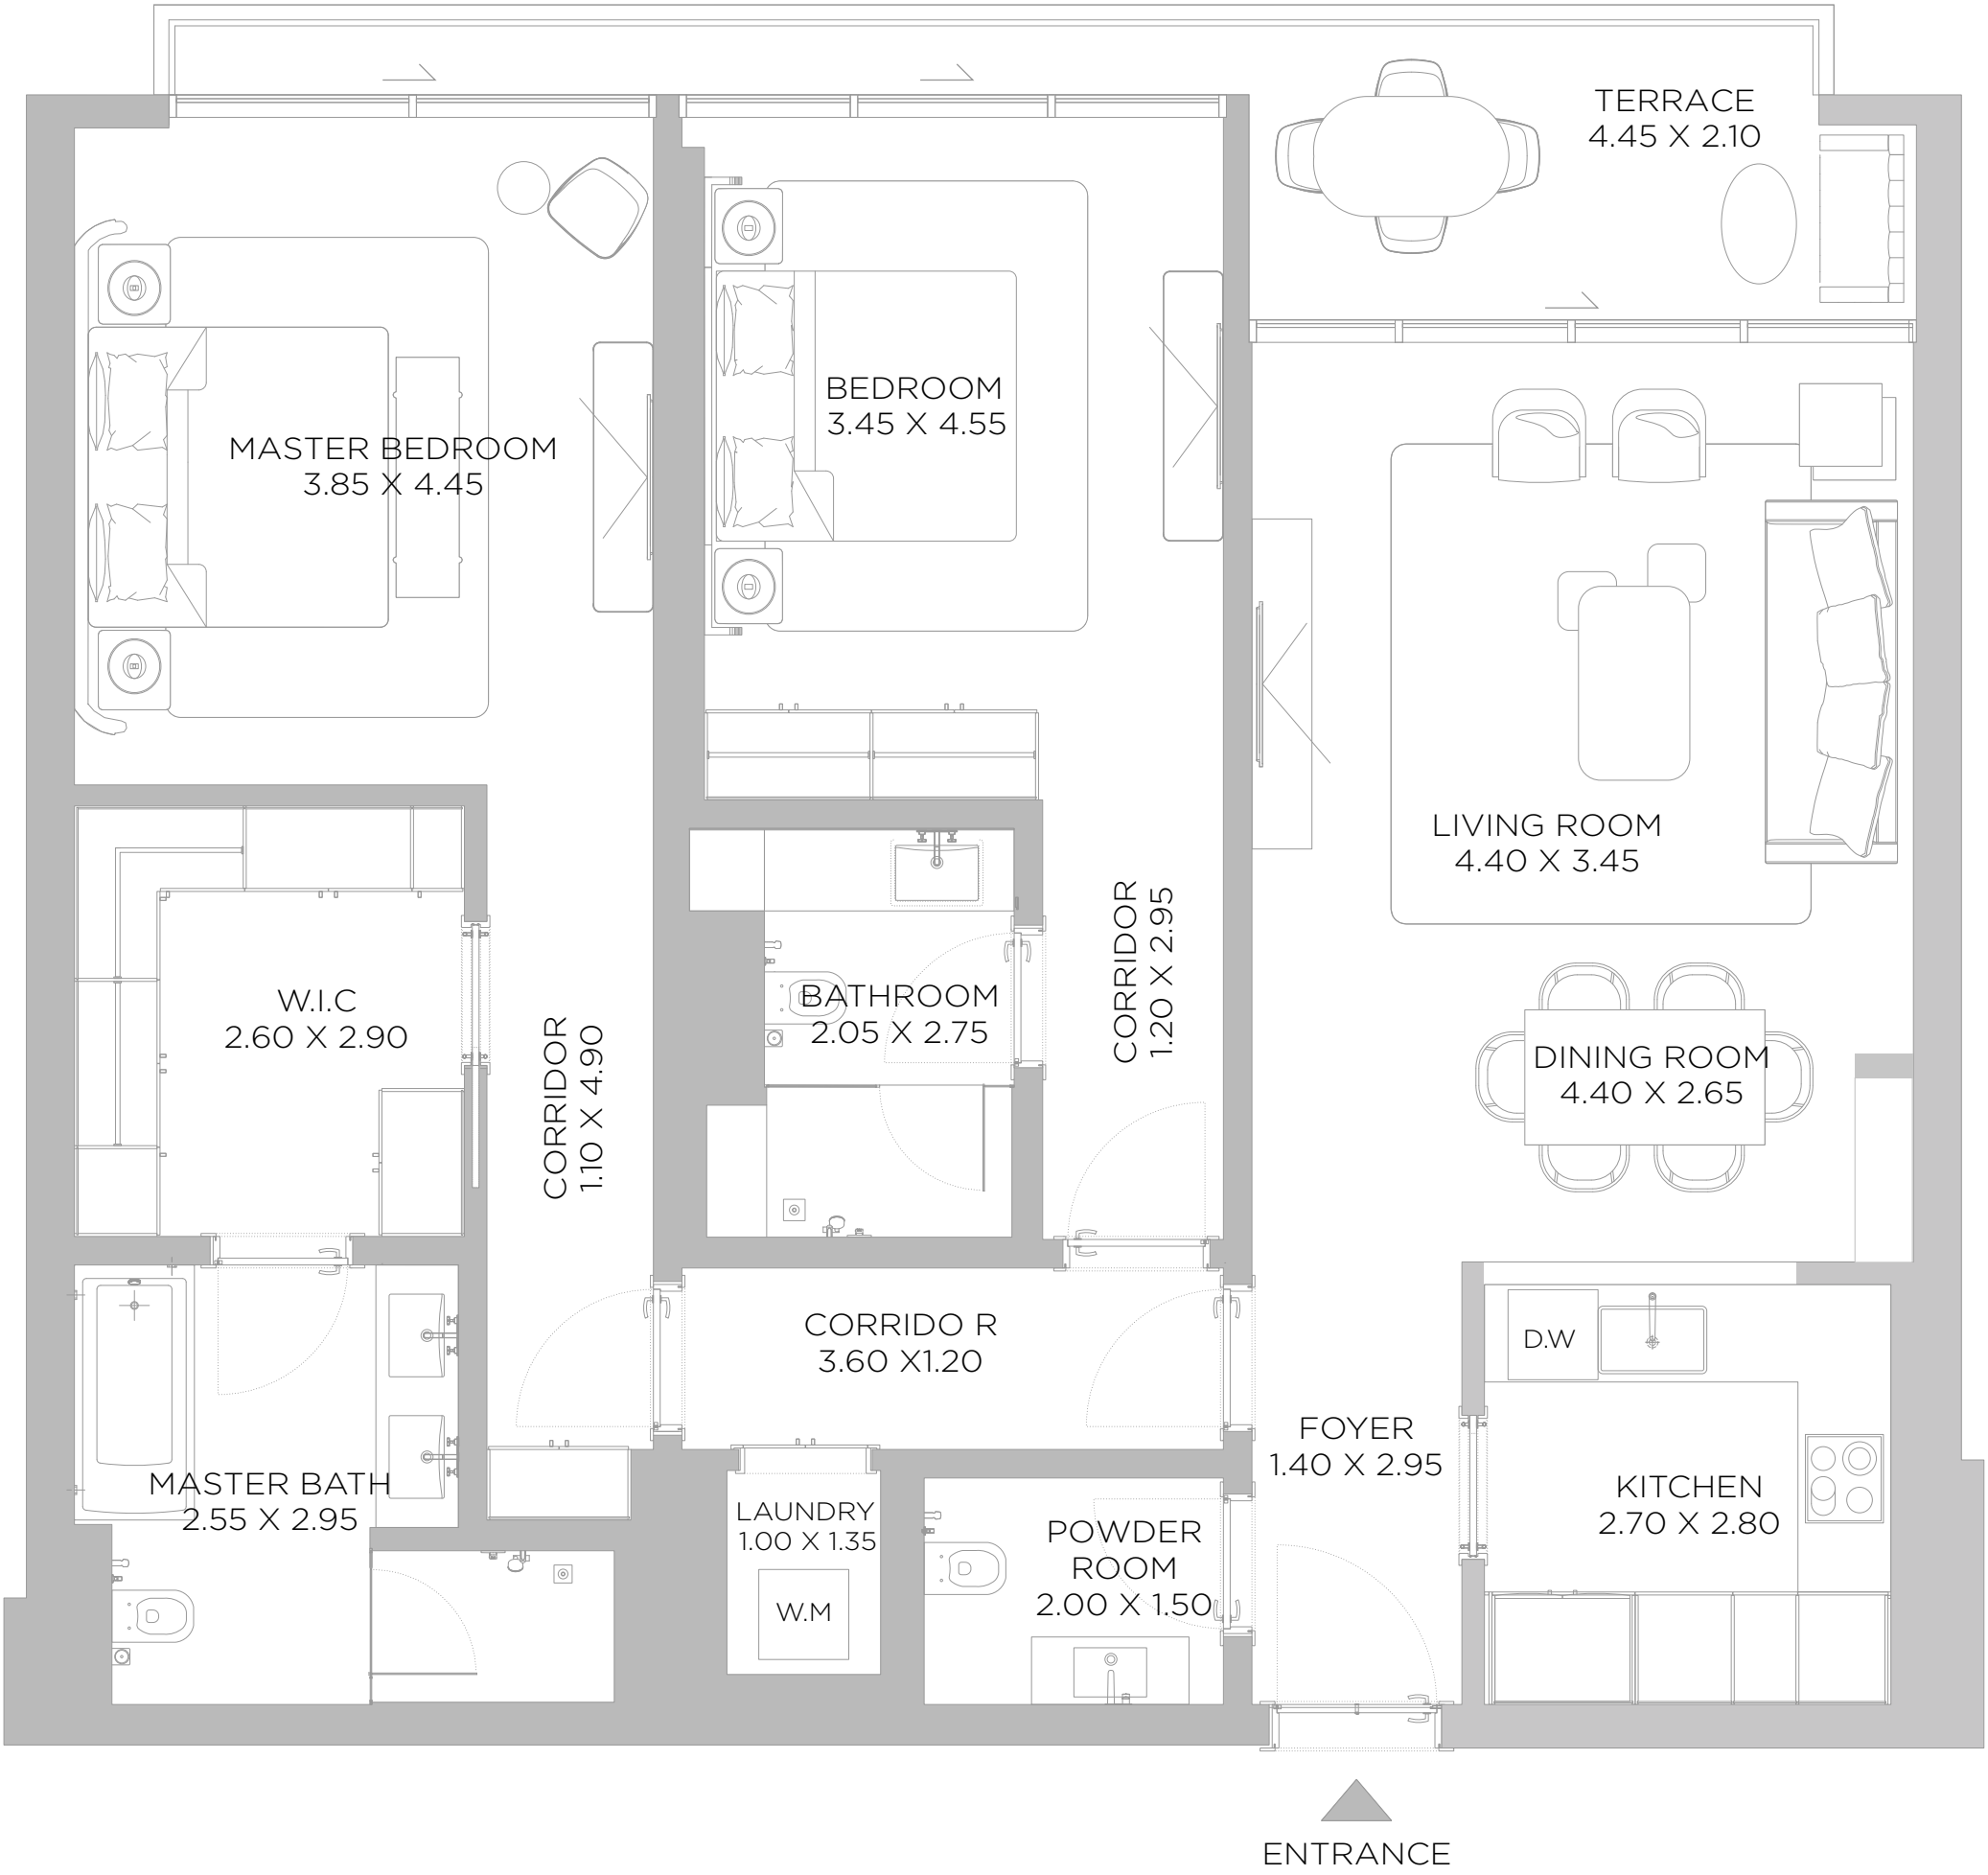 TERRACE
4.45 X 2.10
BEDROOM
3.45 X 4.55
MASTER BEDROOM
3.85 X 4.45
LIVING ROOM
4.40 X 3.45
CORRIDOR
1.20 X 2.95
W.I.C
2.60 X 2.90
BATHROOM
2.05 X 2.75
CORRIDOR
1.10 X 4.90
DINING ROOM
4.40 X 2.65
CORRIDO R
3.60 X1.20
D.W
FOYER
1.40 X 2.95
MASTER BATH
2.55 X 2.95
KITCHEN
2.70 X 2.80
LAUNDRY
1.00 X 1.35
POWDER
ROOM
2.00 X 1.50
W.M
ENTRANCE